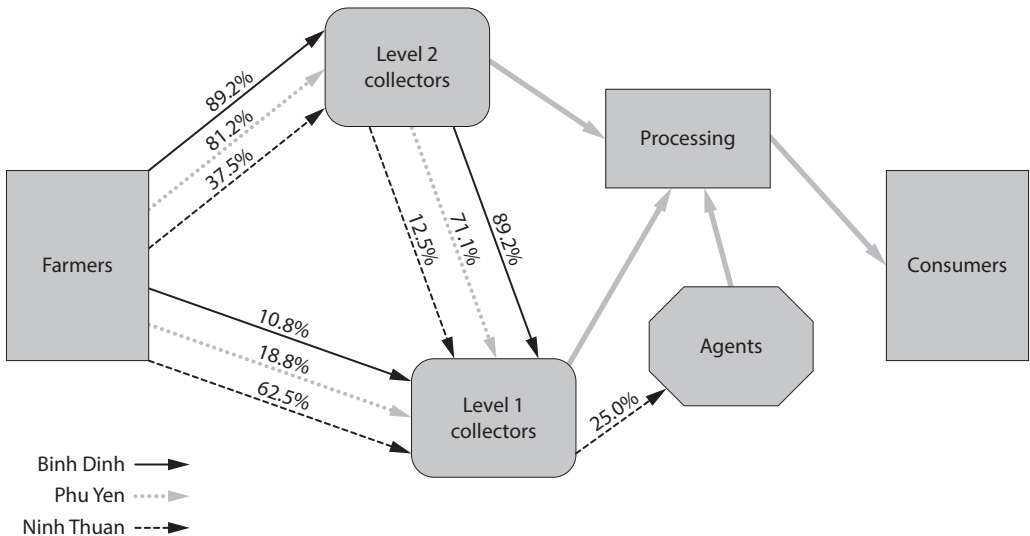 Level 2
collectors
89.2%
81.2%
37.5%
Processing
Farmers
12.5%
71.1%
89.2%
Consumers
10.8%
18.8%
62.5%
Agents
Level 1
collectors
25.0%
Binh Dinh
Phu Yen
Ninh Thuan